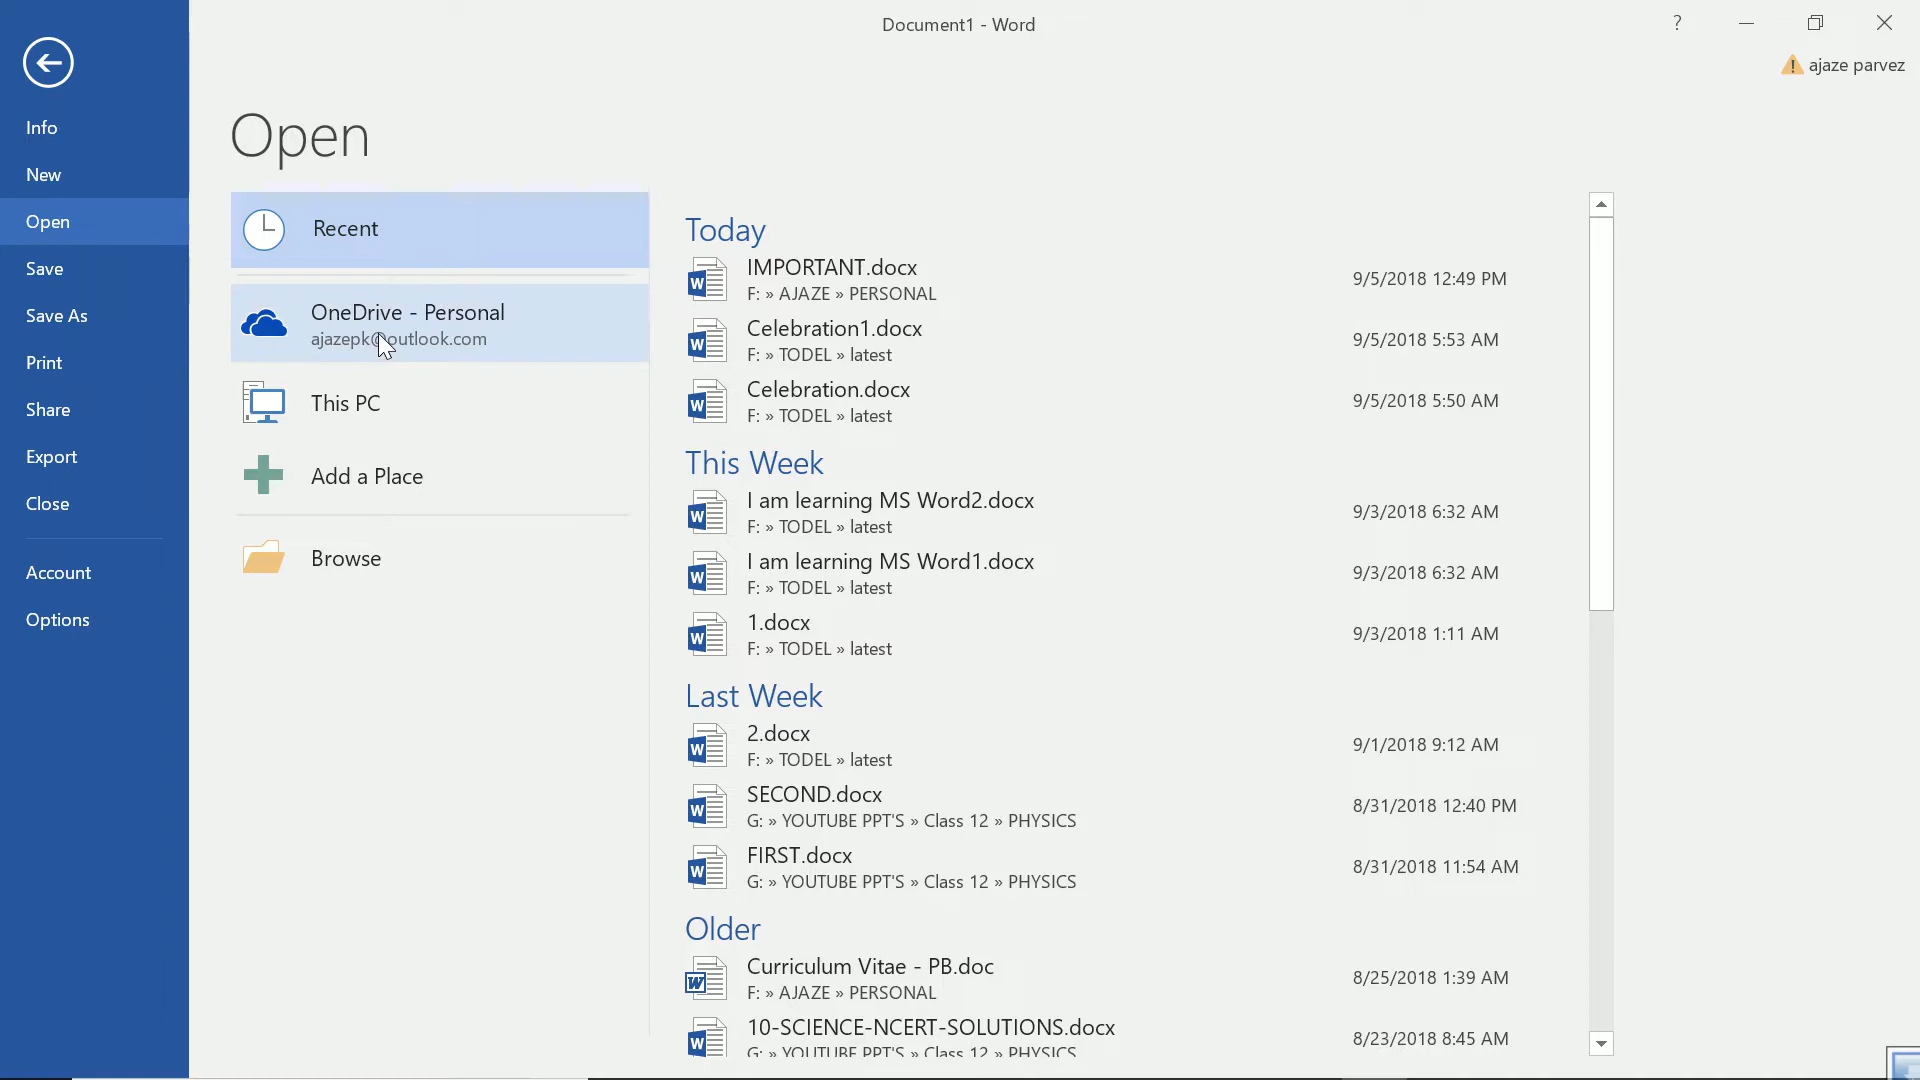 Document1 - Word
?
ajaze parvez
Info
New
Open
Save
Save As
Print
Share
Export
Close
Account
Options
Open
Recent
OneDrive - Personal
ajazepk@outlook.com
This PC
Add a Place
Browse
Today
IMPORTANT.docx
F: » AJAZE » PERSONAL
9/5/2018 12:49 PM
Celebration1.docx
F: » TODEL » latest
9/5/2018 5:53 AM
Celebration.docx
F: » TODEL » latest
9/5/2018 5:50 AM
This Week
I am learning MS Word2.docx
F: » TODEL » latest
9/3/2018 6:32 AM
I am learning MS Word1.docx
F: » TODEL » latest
9/3/2018 6:32 AM
1.docx
F: » TODEL » latest
9/3/2018 1:11 AM
Last Week
2.docx
F: » TODEL » latest
9/1/2018 9:12 AM
SECOND.docx
G: » YOUTUBE PPT'S » Class 12 » PHYSICS
8/31/2018 12:40 PM
FIRST.docx
G: » YOUTUBE PPT'S » Class 12 » PHYSICS
8/31/2018 11:54 AM
Older
Curriculum Vitae - PB.doc
F: » AJAZE » PERSONAL
8/25/2018 1:39 AM
10-SCIENCE-NCERT-SOLUTIONS.docx
G: » YOUTUBE PPT'S » Class 12 » PHYSICS
8/23/2018 8:45 AM